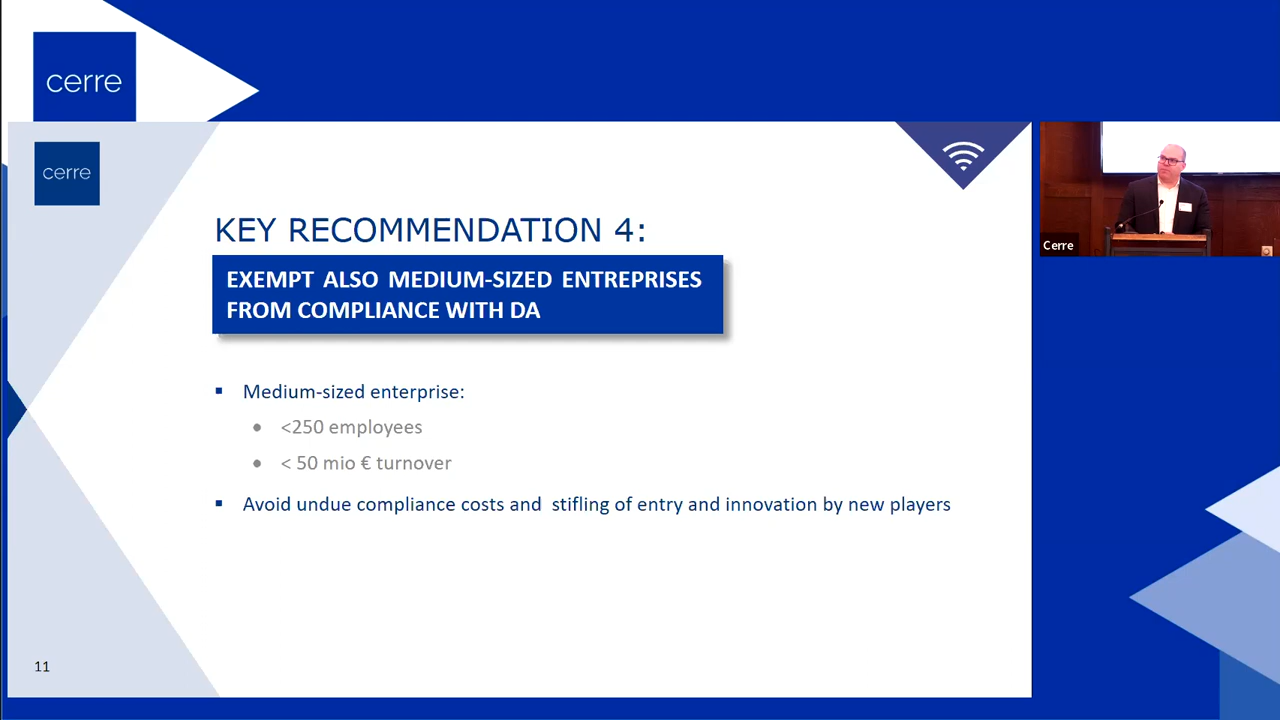 cerre
cerre
Cerre
KEY RECOMMENDATION 4:
EXEMPT ALSO MEDIUM-SIZED ENTREPRISES
FROM COMPLIANCE WITH DA
▪ Medium-sized enterprise:
• <250 employees
• < 50 mio € turnover
▪ Avoid undue compliance costs and stifling of entry and innovation by new players
11